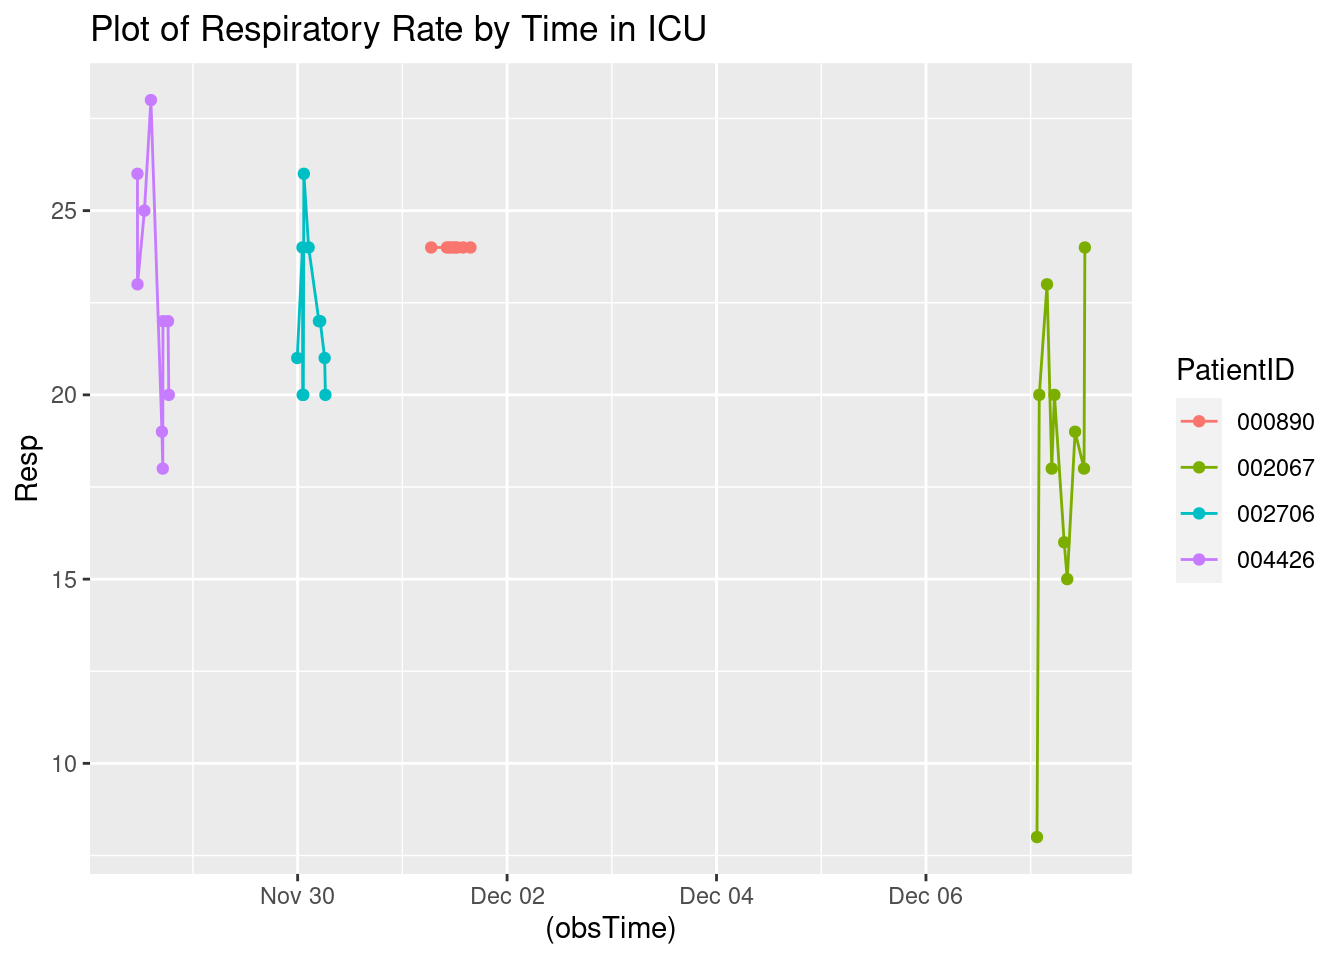 Plot of Respiratory Rate by Time in ICU
25
20
15
10
Resp
Nov 30
Dec 02
Dec 04
Dec 06
(obsTime)
PatientID
000890
002067
002706
004426